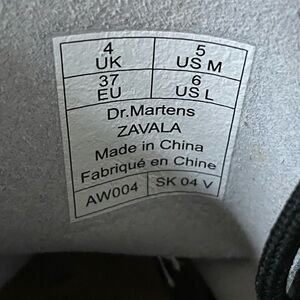 4 5
UK US M
37 6
EU US L
Dr.Martens
ZAVALA
Made in China
Fabriqué en Chine
AW004 SK 04 V